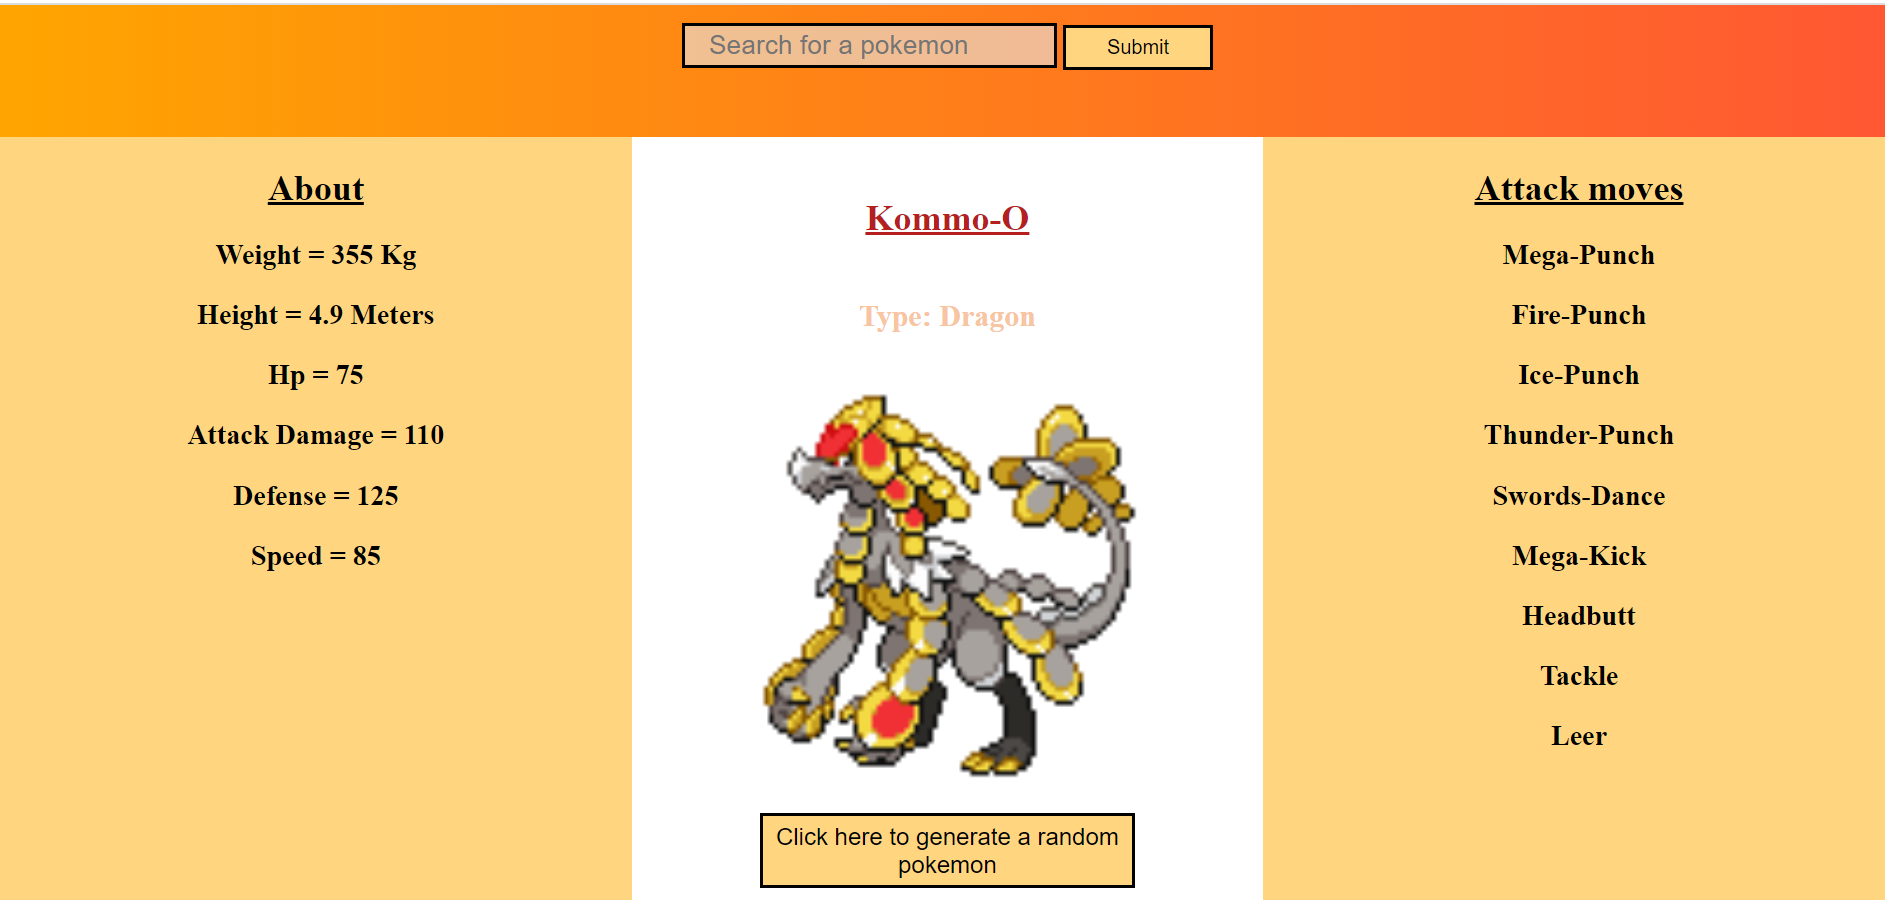 Search for a pokemon
Submit
About
Weight = 355 Kg
Height = 4.9 Meters
Hp = 75
Attack Damage = 110
Defense = 125
Speed = 85
Kommo-O
Type: Dragon
Click here to generate a random
pokemon
Attack moves
Mega-Punch
Fire-Punch
Ice-Punch
Thunder-Punch
Swords-Dance
Mega-Kick
Headbutt
Tackle
Leer